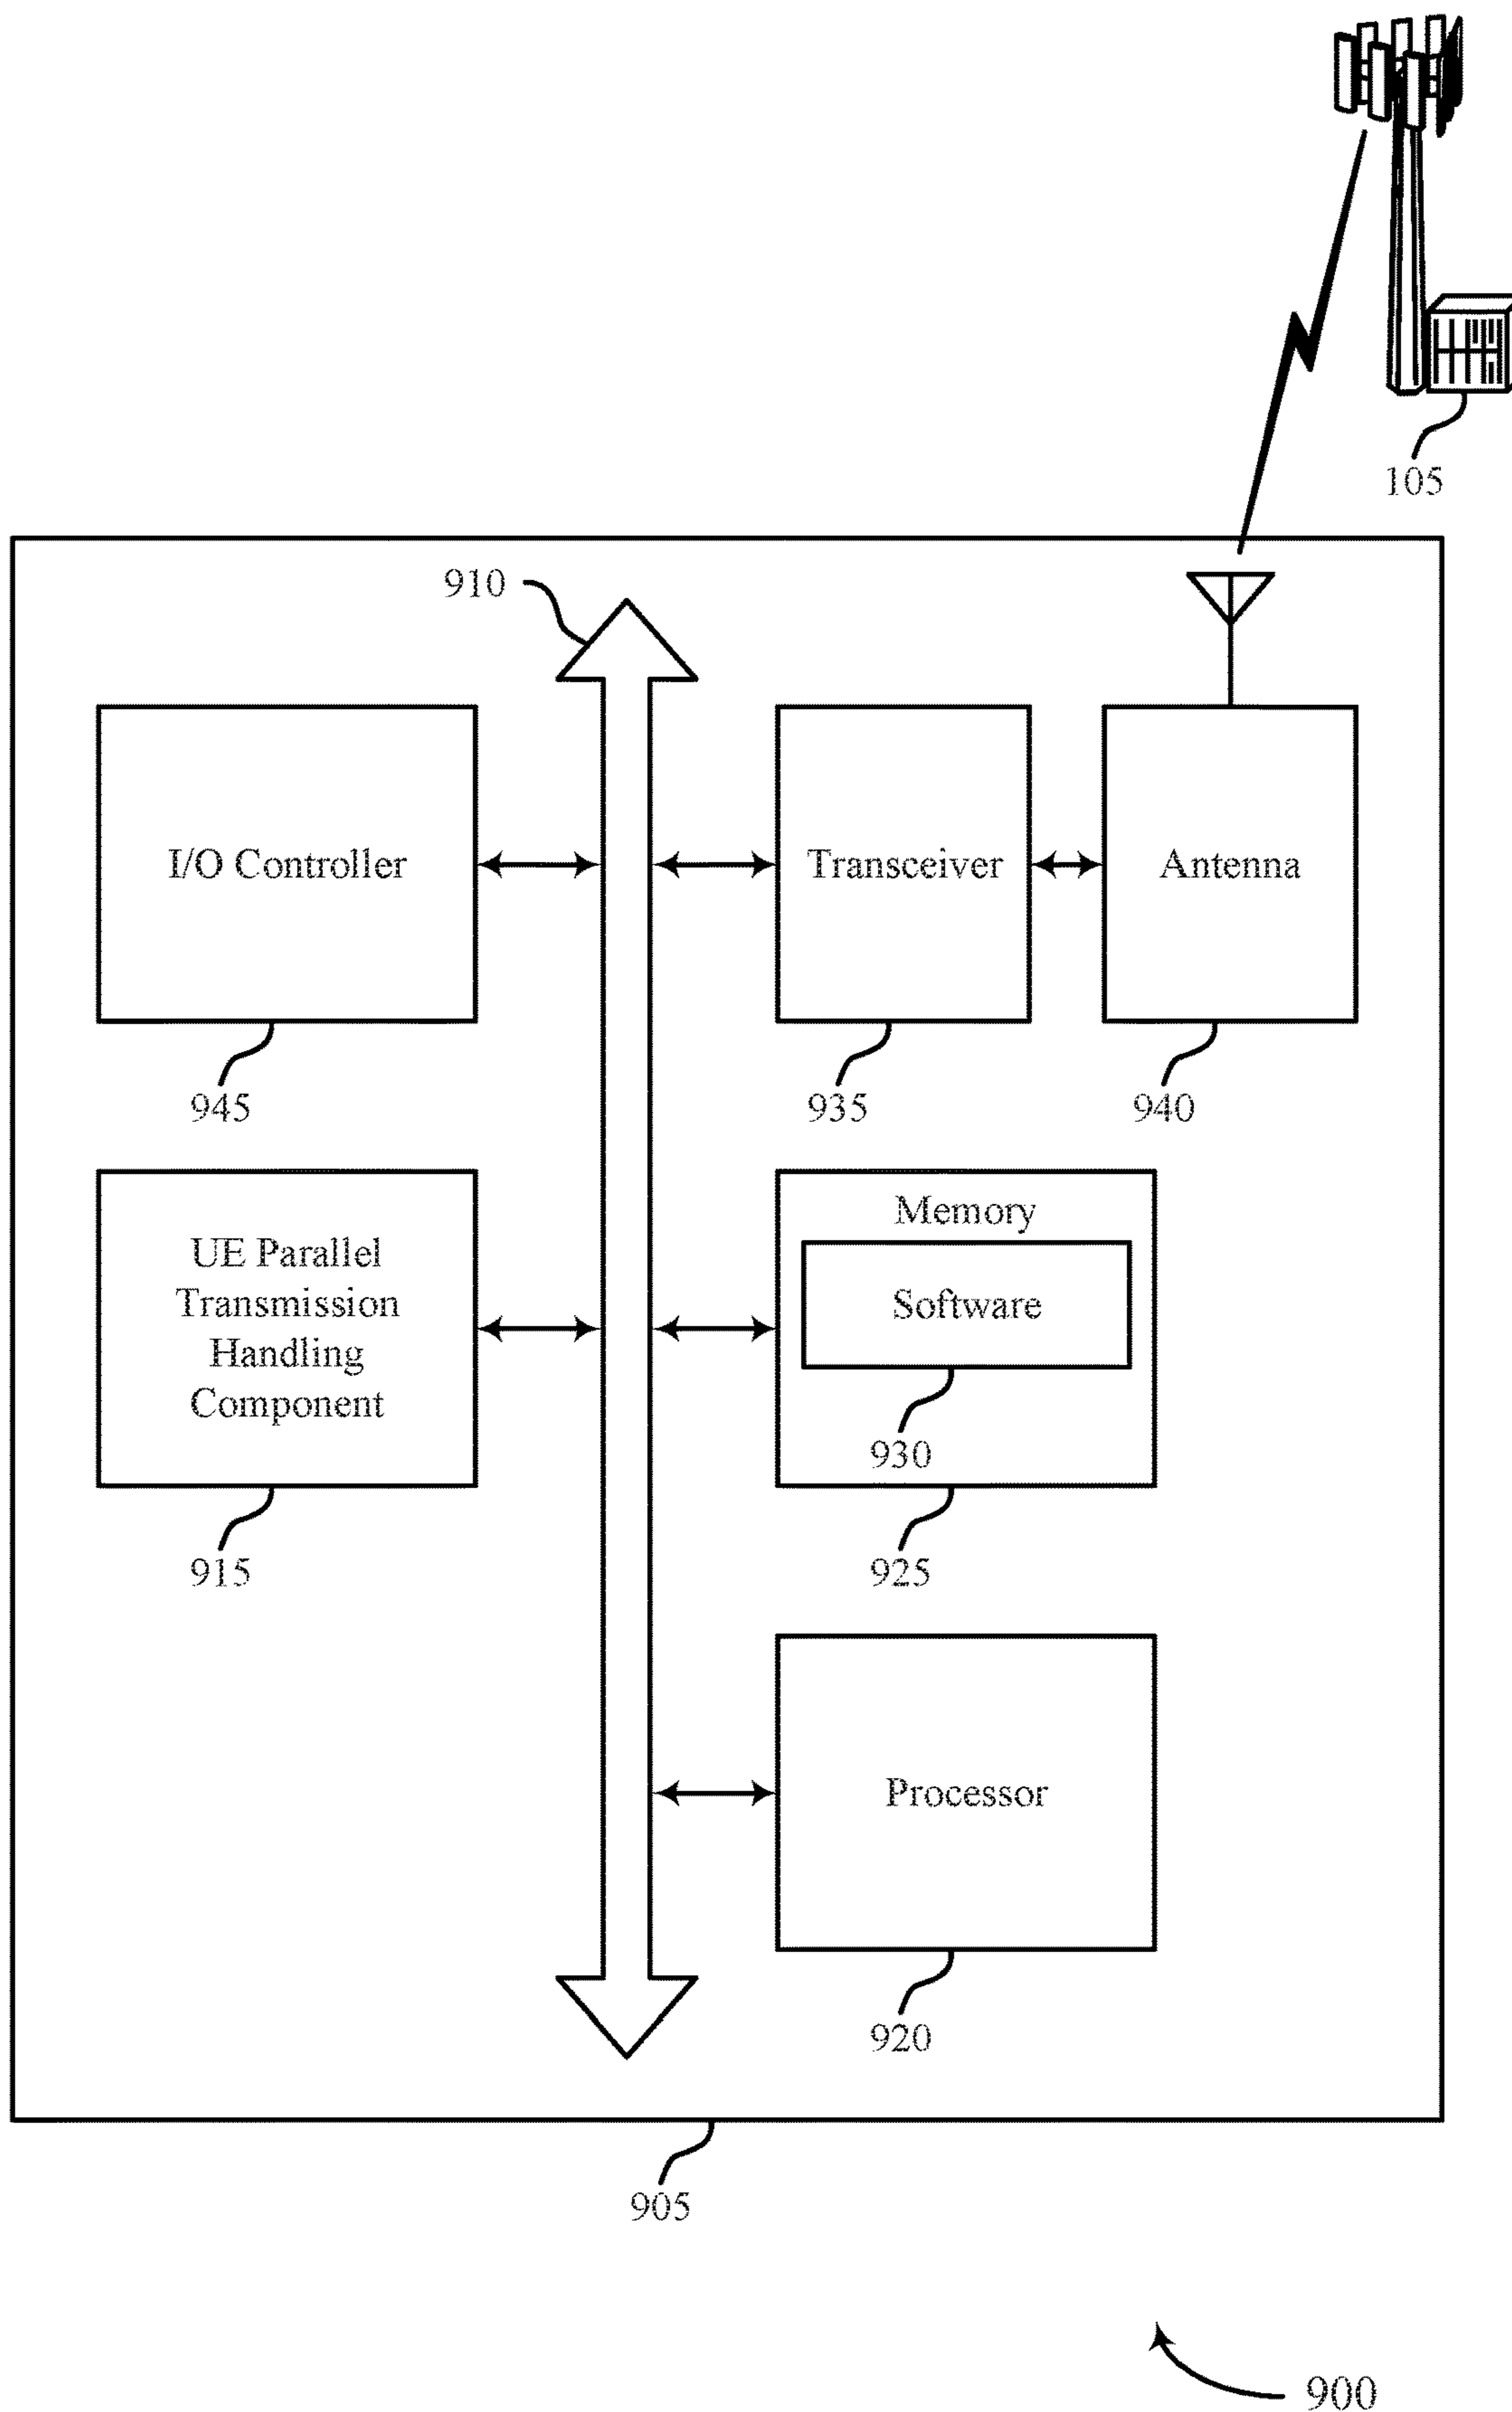 105
910
I/O Controller
Transceiver
Antenna
945
935
940
UE Parallel
Transmission
Handling
Component
Memory
Software
930
915
925
Processor
920
905
900